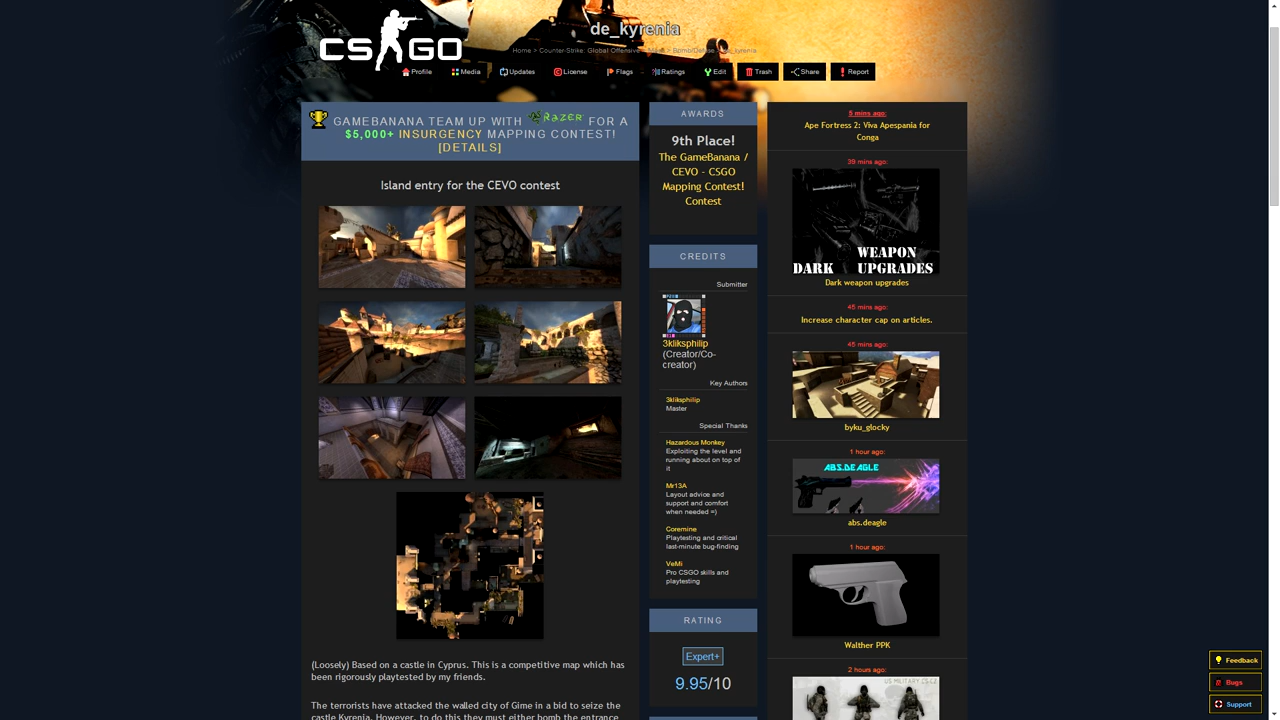 CS GO
de_kyrenia
Home > Counter-Strike: Global Offensive > Maps > Bomb/Defuse > de_kyrenia
Profile
Media
Updates
License
Flags
Ratings
Edit
Trash
Share
Report
GAMEBANANA TEAM UP WITH RAZER FOR A
$5,000+ INSURGENCY MAPPING CONTEST!
[DETAILS]
Island entry for the CEVO contest
(Loosely) Based on a castle in Cyprus. This is a competitive map which has
been rigorously playtested by my friends.
The terrorists have attacked the walled city of Gime in a bid to seize the
castle Kyrenia. However, to do this they must either bomb the entrance
AWARDS
9th Place!
The GameBanana /
CEVO - CSGO
Mapping Contest!
Contest
CREDITS
Submitter
3kliksphilip
(Creator/Co-
creator)
Key Authors
3kliksphilip
Master
Special Thanks
Hazardous Monkey
Exploiting the level and
running about on top of
it
Mr13A
Layout advice and
support and comfort
when needed =)
Coremine
Playtesting and critical
last-minute bug-finding
VeMi
Pro CSGO skills and
playtesting
RATING
Expert+
9.95/10
5 mins ago:
Ape Fortress 2: Viva Apespania for
Conga
39 mins ago:
DARK WEAPON
UPGRADES
Dark weapon upgrades
45 mins ago:
Increase character cap on articles.
45 mins ago:
byku_glocky
1 hour ago:
ABS.DEAGLE
abs.deagle
1 hour ago:
Walther PPK
2 hours ago:
Feedback
Bugs
Support